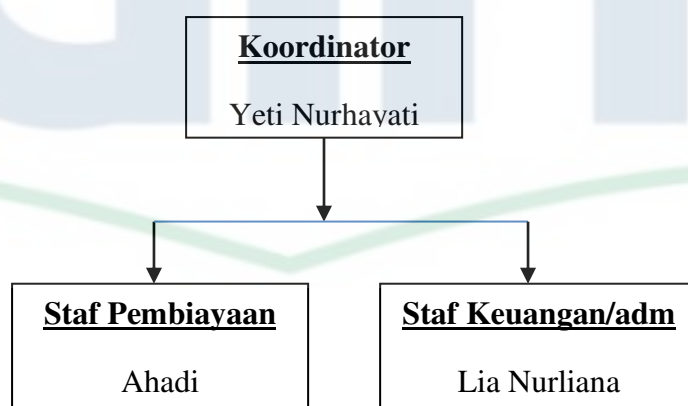 Koordinator
Yeti Nurhayati
Staf Pembiayaan
Staf Keuangan/adm
Ahadi
Lia Nurliana